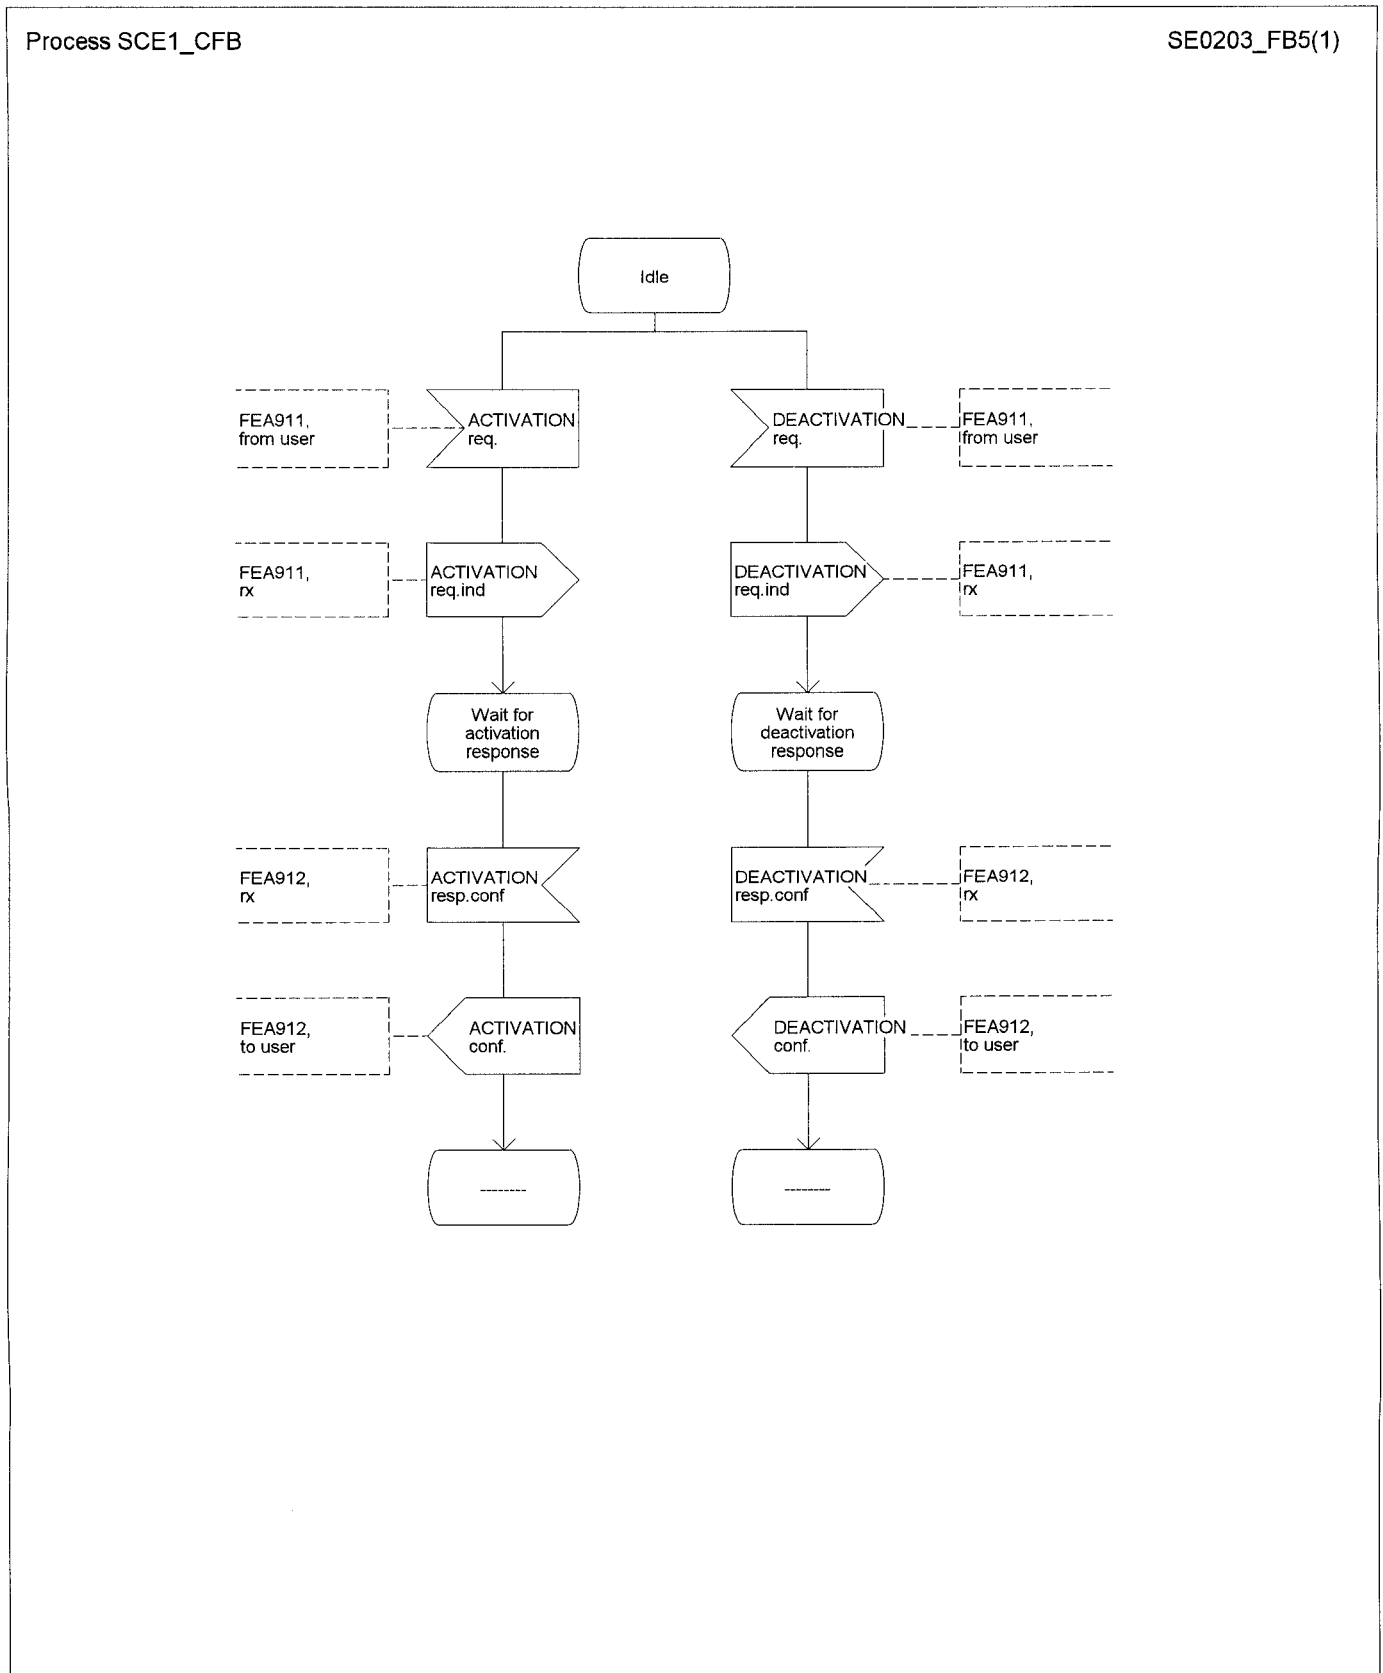 Process SCE1_CFB
SE0203_FB5(1)
Idle
FEA911,
from user
ACTIVATION
req.
DEACTIVATION
req.
FEA911,
from user
FEA911,
rx
ACTIVATION
req.ind
DEACTIVATION
req.ind
FEA911,
rx
Wait for
activation
response
Wait for
deactivation
response
FEA912,
rx
ACTIVATION
resp.conf
DEACTIVATION
resp.conf
FEA912,
rx
FEA912,
to user
ACTIVATION
conf.
DEACTIVATION
conf.
FEA912,
to user
--------
--------